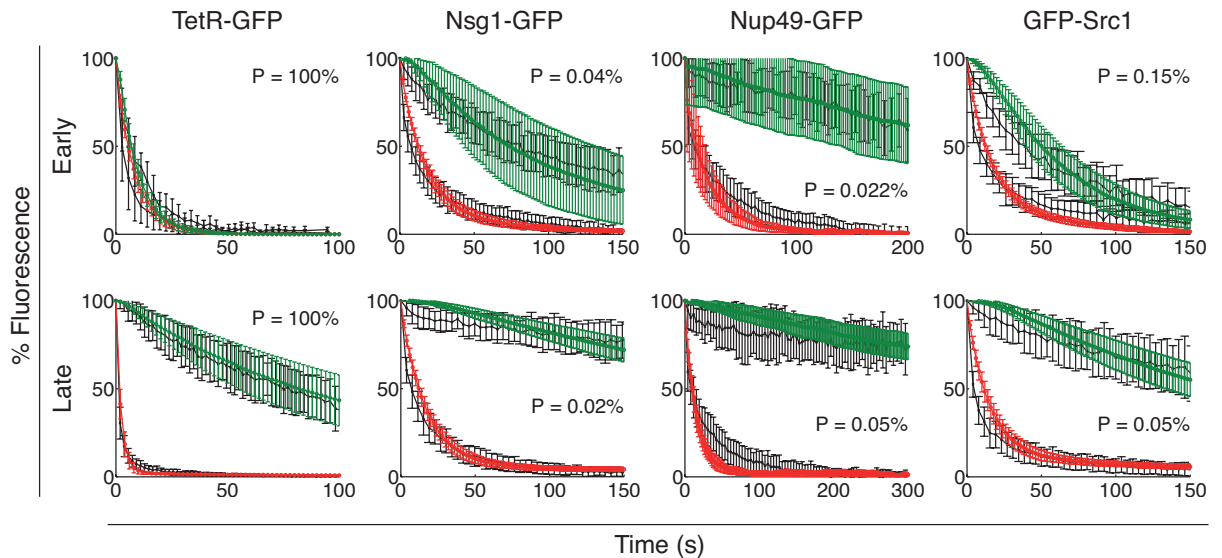 TetR-GFP Nsg1-GFP Nup49-GFP GFP-Src1
% Fluorescence
Early
100 50 0
P = 100%
0 50 100
100 50 0
P = 0.04%
0 50 100 150
100 50 0
P = 0.022%
0 100 200
100 50 0
P = 0.15%
0 50 100 150
Late
100 50 0
P = 100%
0 50 100
100 50 0
P = 0.02%
0 50 100 150
100 50 0
P = 0.05%
0 100 200 300
100 50 0
P = 0.05%
0 50 100 150
Time (s)